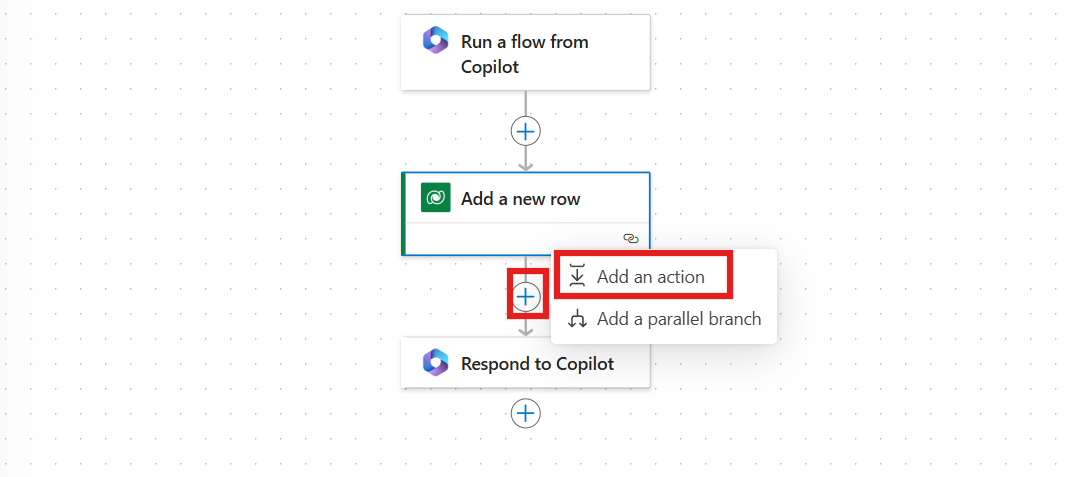 Run a flow from
Copilot
Add a new row
Add an action
Add a parallel branch
Respond to Copilot